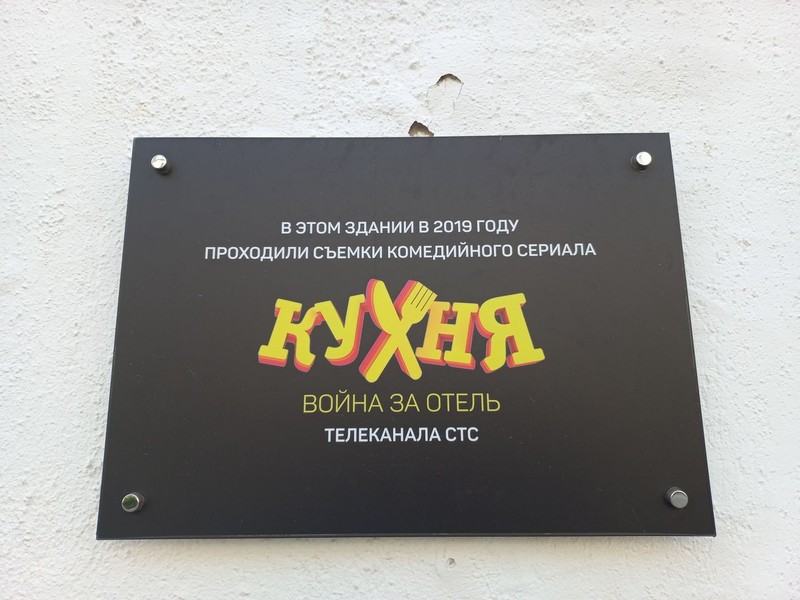 В ЭТОМ ЗДАНИИ В 2019 ГОДУ
ПРОХОДИЛИ СЪЕМКИ КОМЕДИЙНОГО СЕРИАЛА
КУХНЯ
ВОЙНА ЗА ОТЕЛЬ
ТЕЛЕКАНАЛА СТС